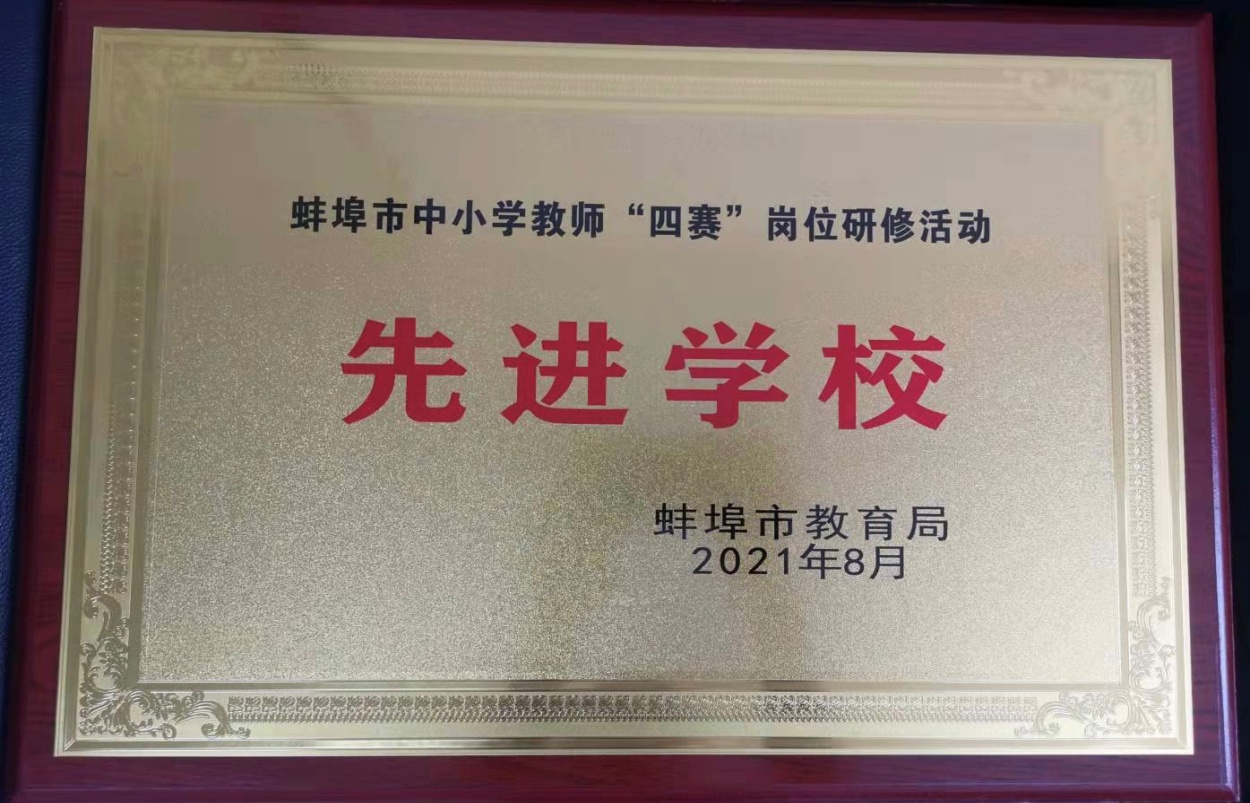 蚌埠市中小学教师“四赛”岗位研修活动
先进学校
蚌埠市教育局
2021年8月